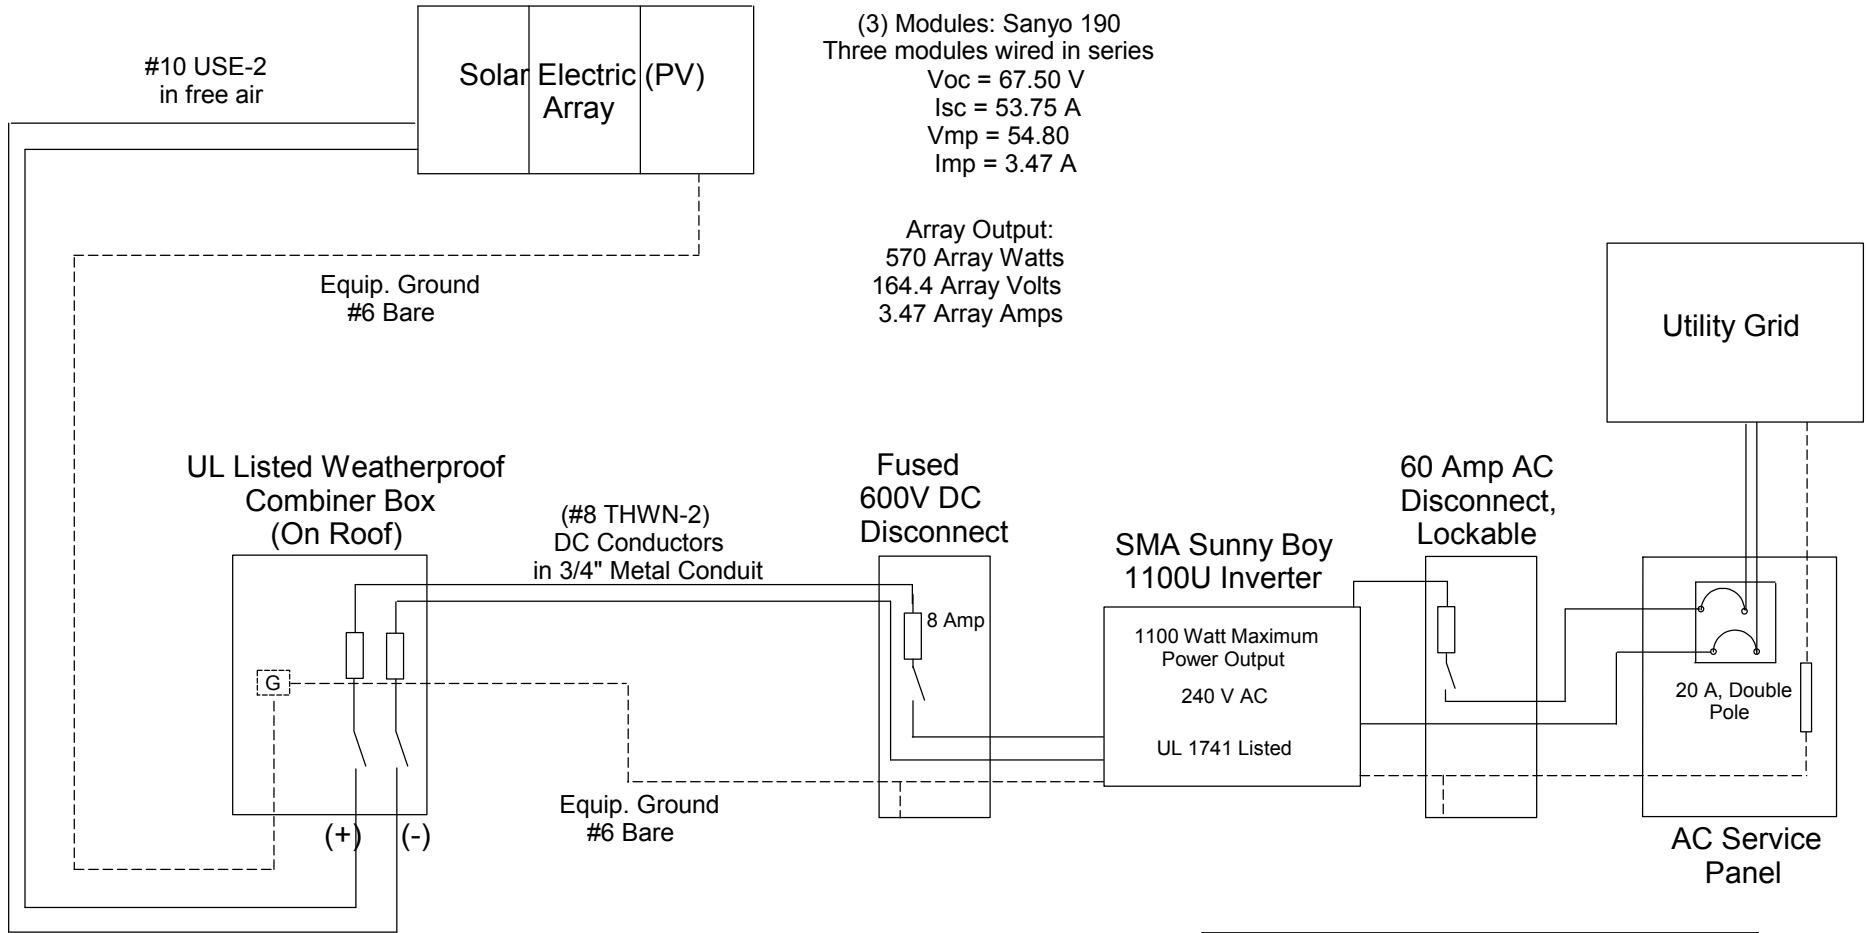 #10 USE-2
in free air
Solar Electric (PV)
Array
(3) Modules: Sanyo 190
Three modules wired in series
Voc = 67.50 V
Isc = 53.75 A
Vmp = 54.80
Imp = 3.47 A
Array Output:
570 Array Watts
164.4 Array Volts
3.47 Array Amps
Equip. Ground
#6 Bare
Utility Grid
UL Listed Weatherproof
Combiner Box
(On Roof)
(#8 THWN-2)
DC Conductors
in 3/4" Metal Conduit
Fused
600V DC
Disconnect
8 Amp
SMA Sunny Boy
1100U Inverter
1100 Watt Maximum
Power Output
240 V AC
UL 1741 Listed
60 Amp AC
Disconnect,
Lockable
20 A, Double
Pole
G
(+)
(-)
Equip. Ground
#6 Bare
AC Service
Panel